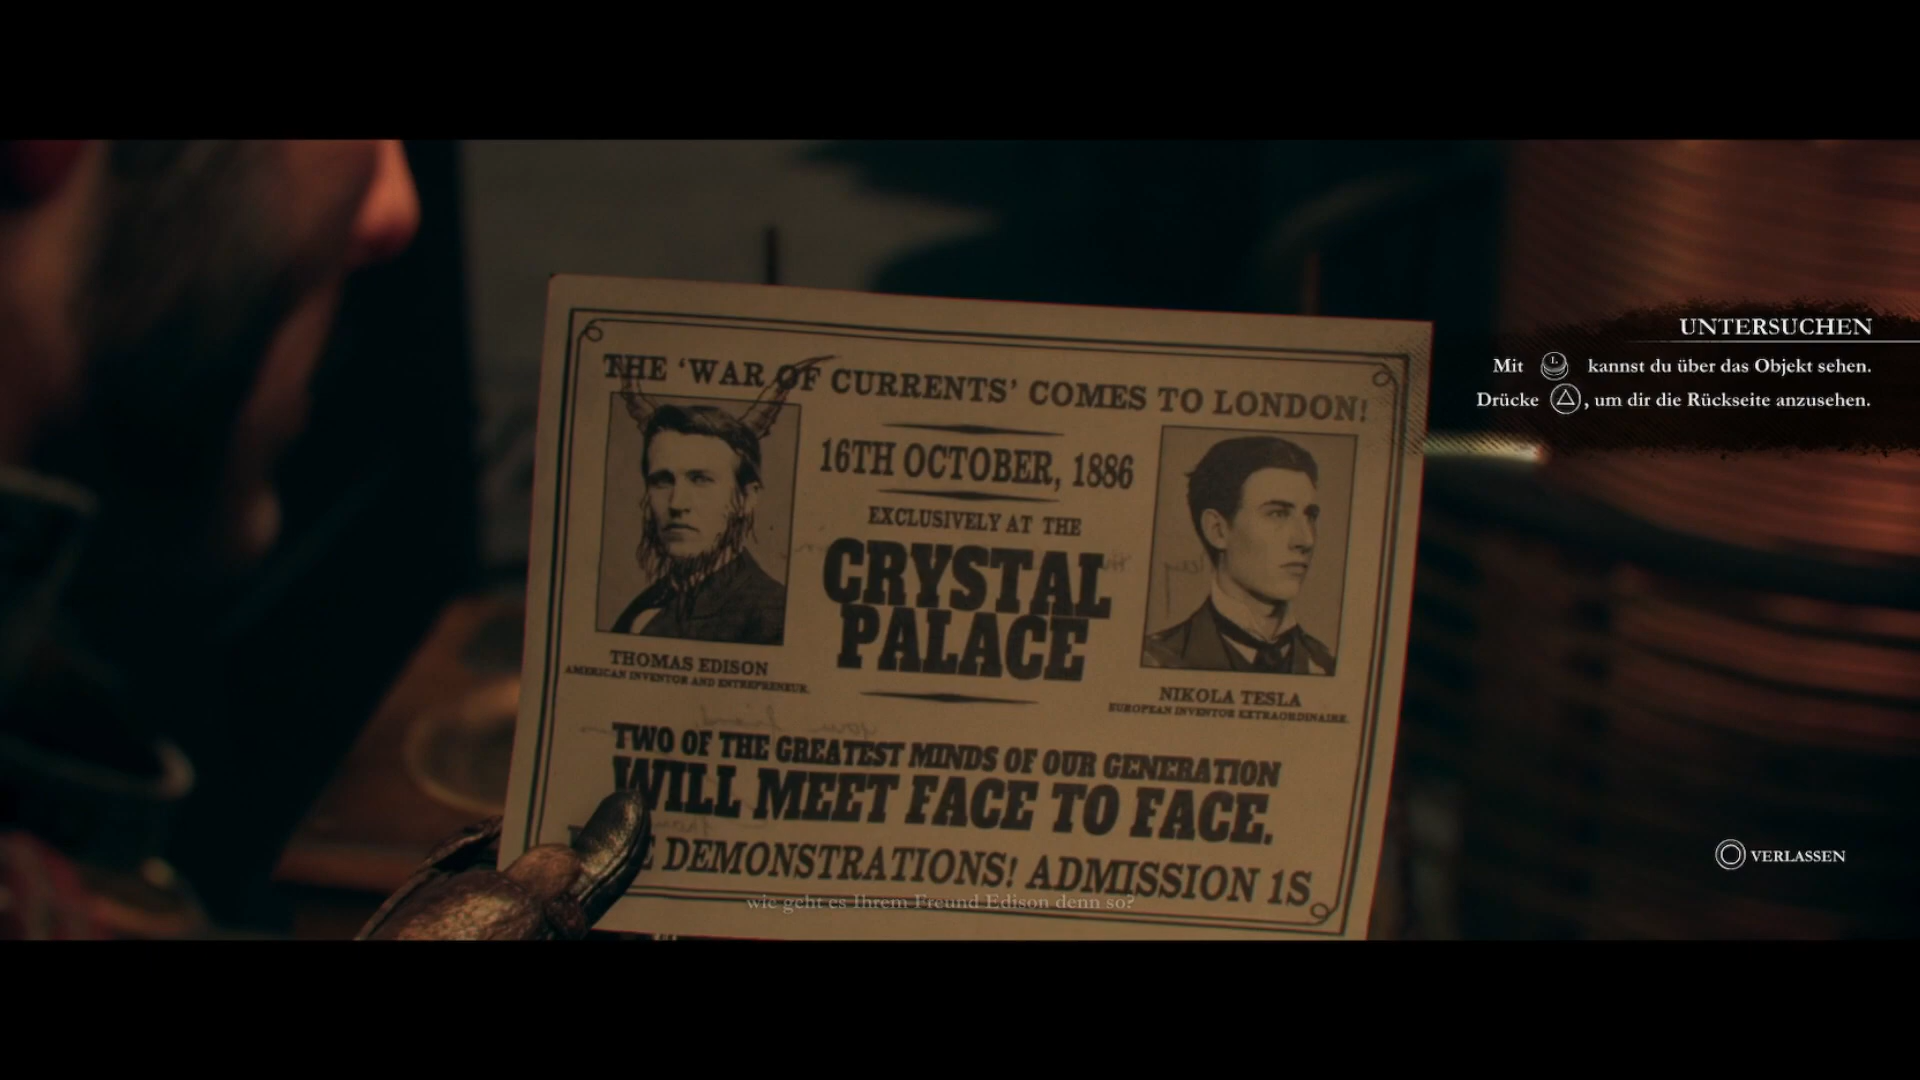 THE 'WAR OF CURRENTS' COMES TO LONDON!
16TH OCTOBER, 1886
EXCLUSIVELY AT THE
CRYSTAL
PALACE
THOMAS EDISON
AMERICAN INVENTOR AND ENTREPRENEUR.
NIKOLA TESLA
EUROPEAN INVENTOR EXTRAORDINAIRE.
TWO OF THE GREATEST MINDS OF OUR GENERATION
WILL MEET FACE TO FACE.
DEMONSTRATIONS! ADMISSION 1S
wie geht es Ihrem Freund Edison denn so?
UNTERSUCHEN
Mit L kannst du über das Objekt sehen.
Drücke , um dir die Rückseite anzusehen.
VERLASSEN